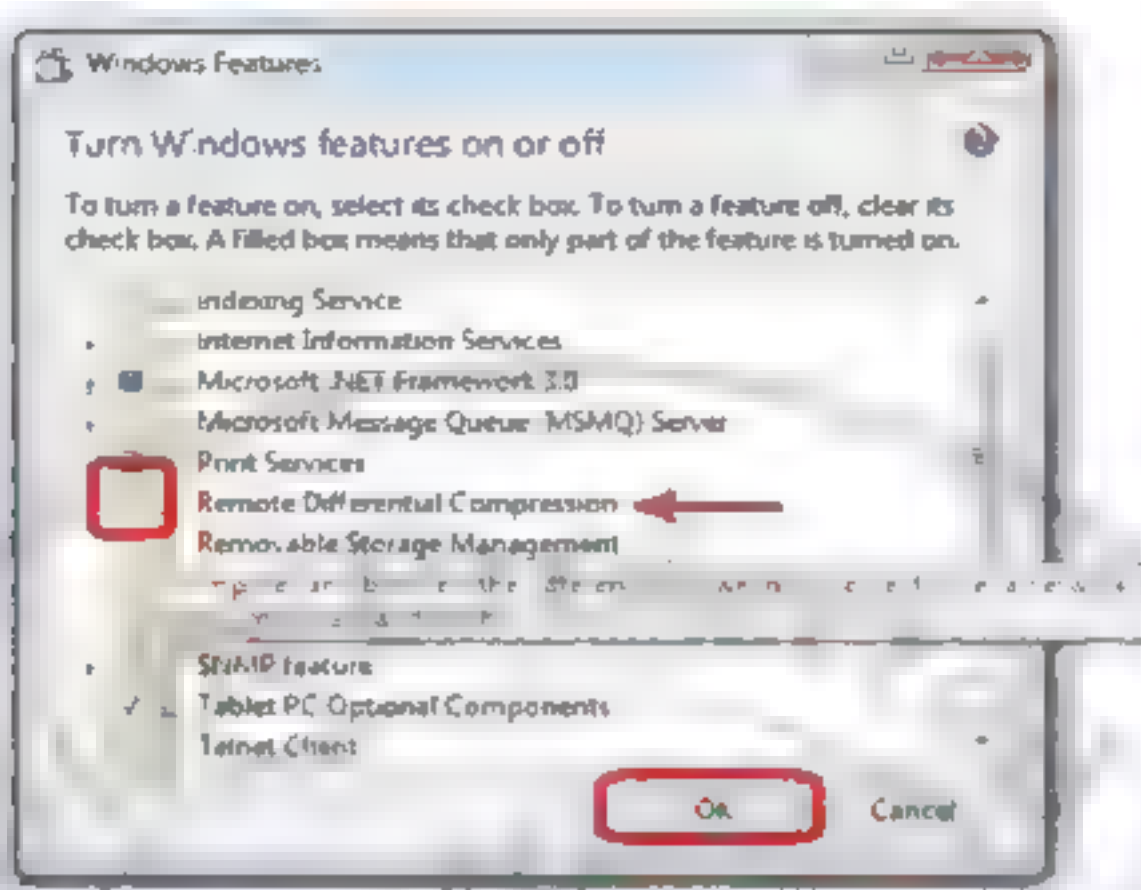 Windows Features
Turn Windows features on or off
To turn a feature on, select its check box. To turn a feature off, clear its
check box. A filled box means that only part of the feature is turned on.
Indexing Service
Internet Information Services
Microsoft .NET Framework 3.0
Microsoft Message Queue (MSMQ) Server
Print Services
Remote Differential Compression
Removable Storage Management
the
SNMP feature
Tablet PC Optional Components
Telnet Client
OK
Cancel